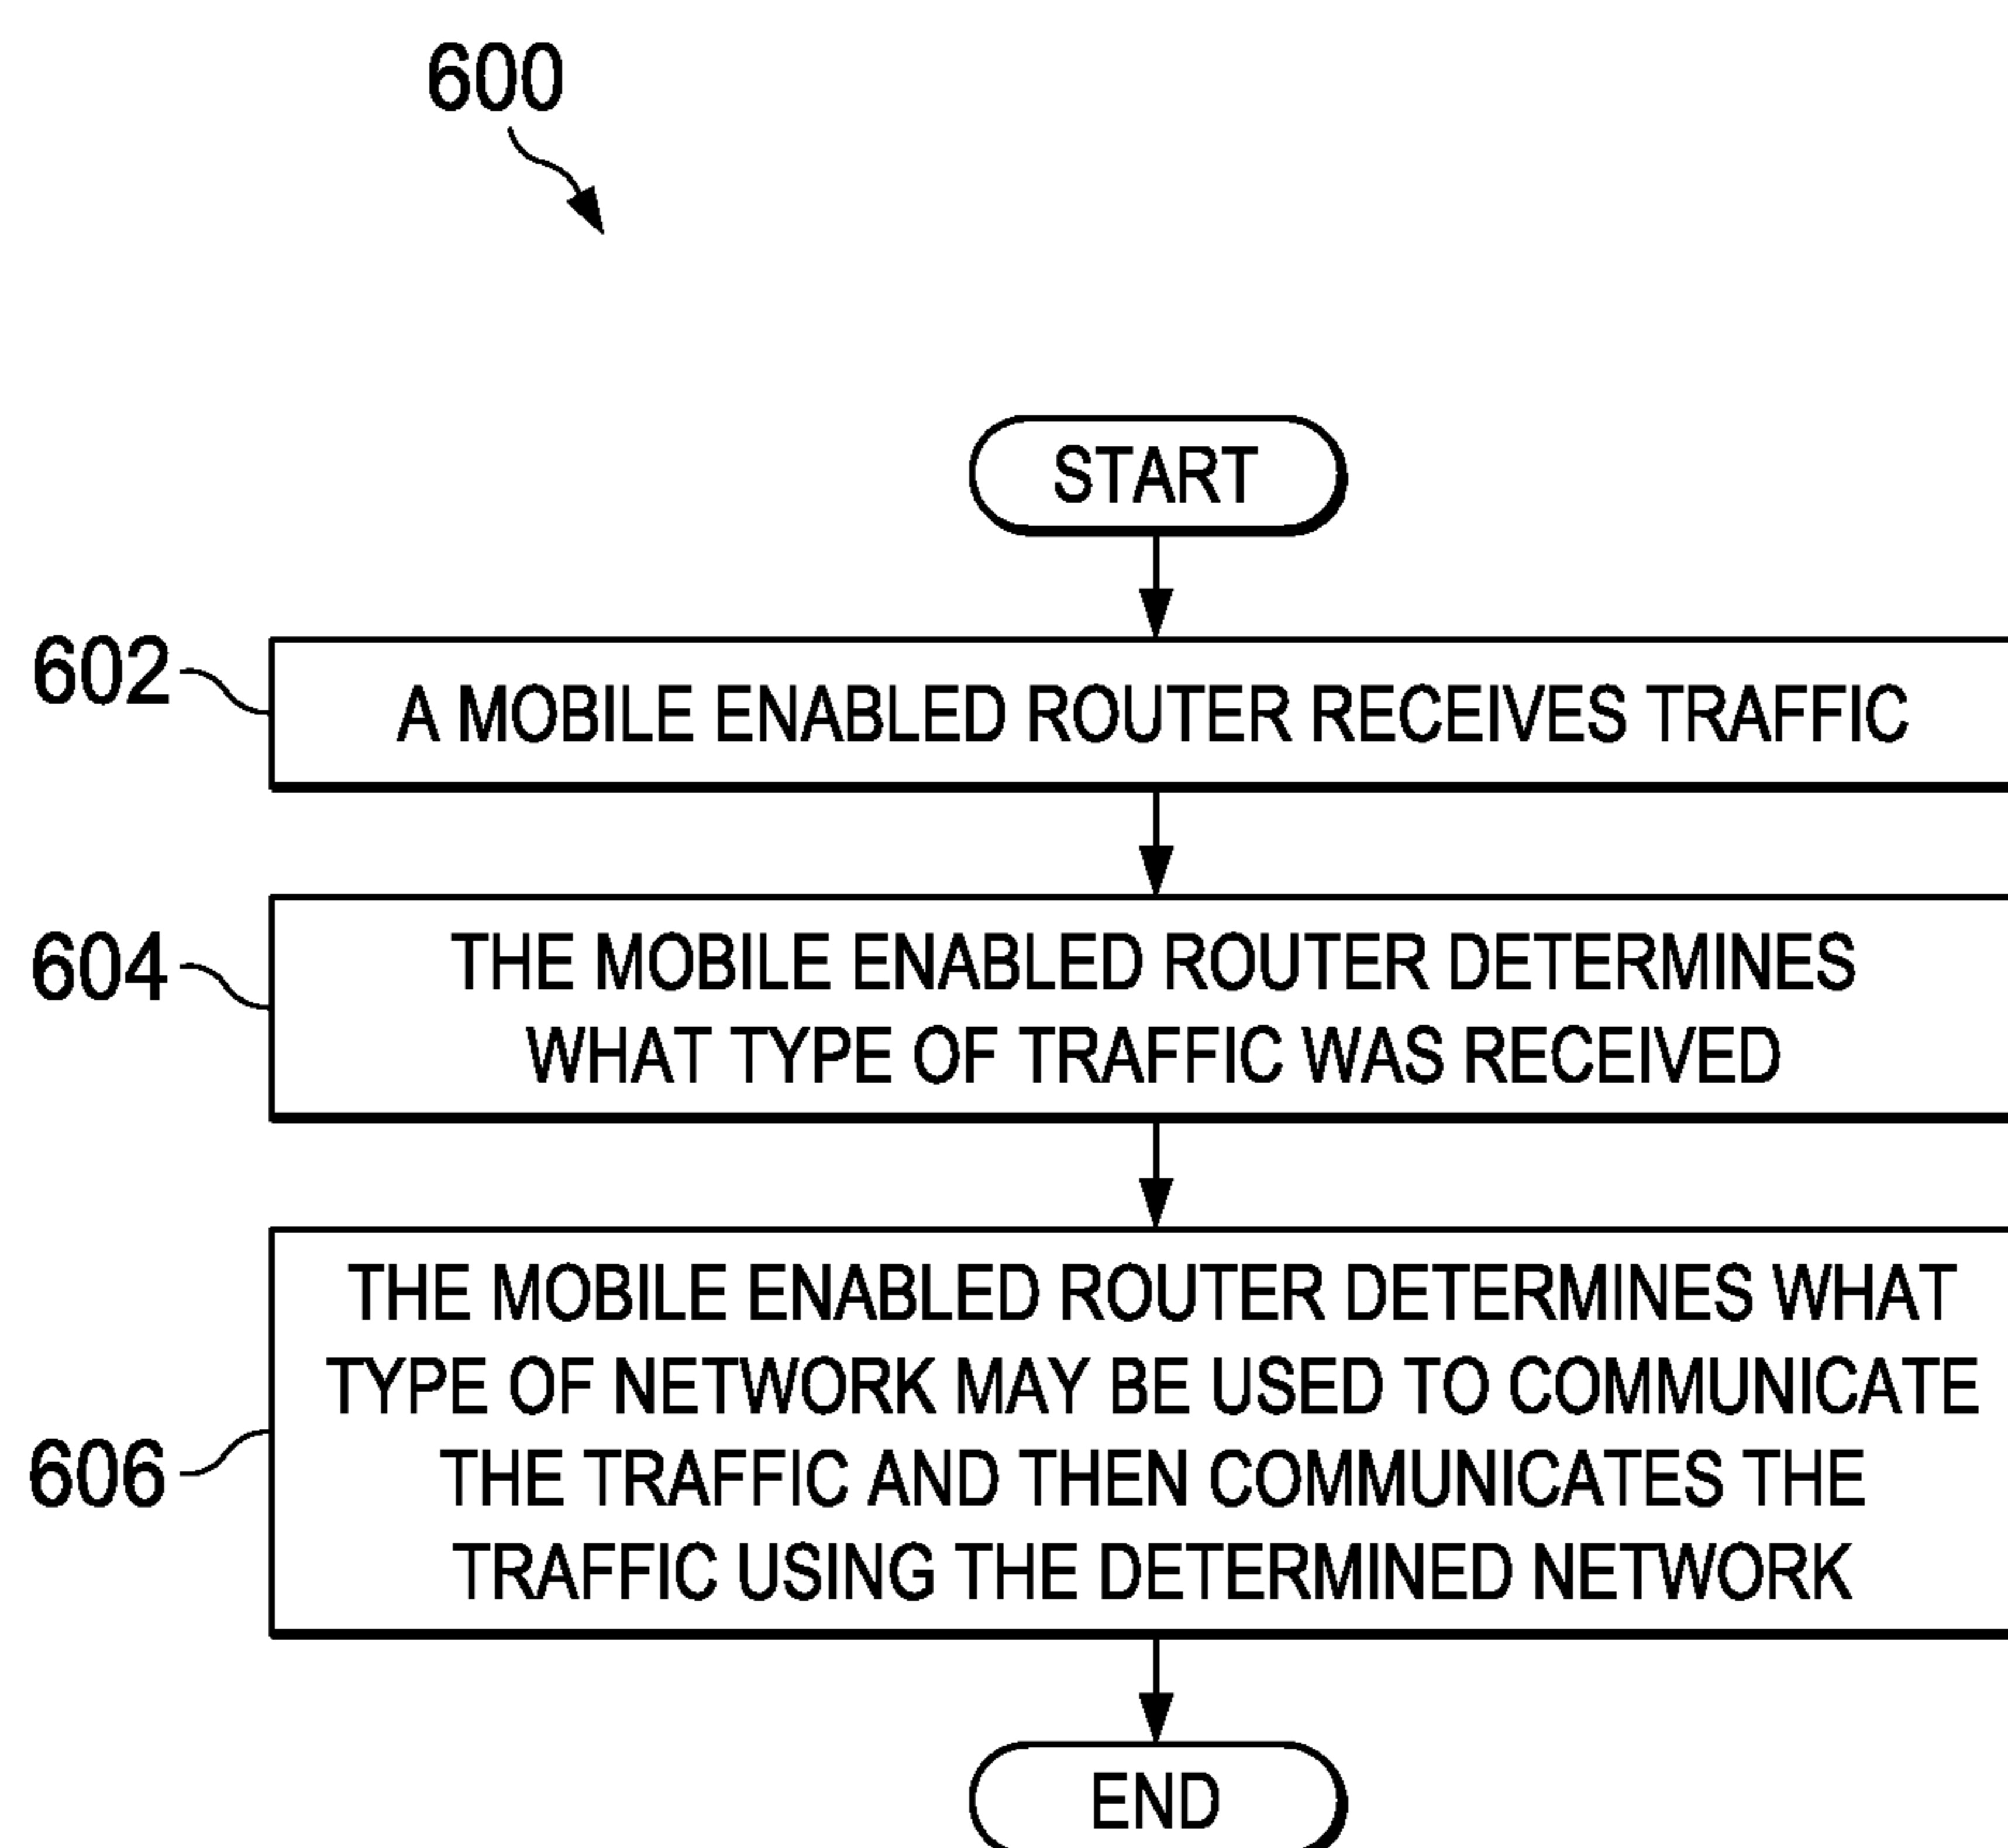 600
START
602
A MOBILE ENABLED ROUTER RECEIVES TRAFFIC
604
THE MOBILE ENABLED ROUTER DETERMINES
WHAT TYPE OF TRAFFIC WAS RECEIVED
THE MOBILE ENABLED ROUTER DETERMINES WHAT
TYPE OF NETWORK MAY BE USED TO COMMUNICATE
606
THE TRAFFIC AND THEN COMMUNICATES THE
TRAFFIC USING THE DETERMINED NETWORK
END